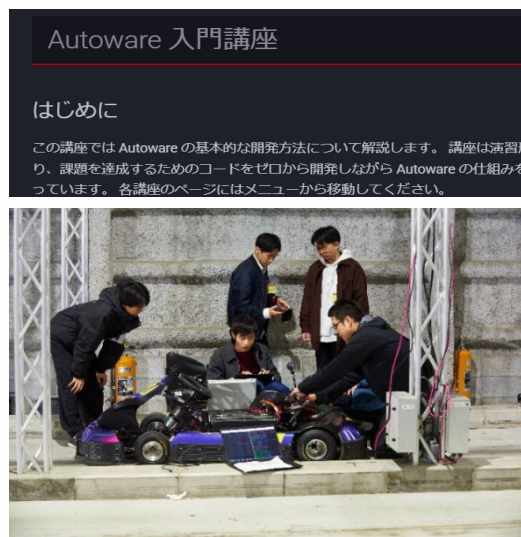 Autoware 入門講座
はじめに
この講座では Autoware の基本的な開発方法について解説します。 講座は演習
り、課題を達成するためのコードをゼロから開発しながら Autoware の仕組みを
っています。 各講座のページにはメニューから移動してください。